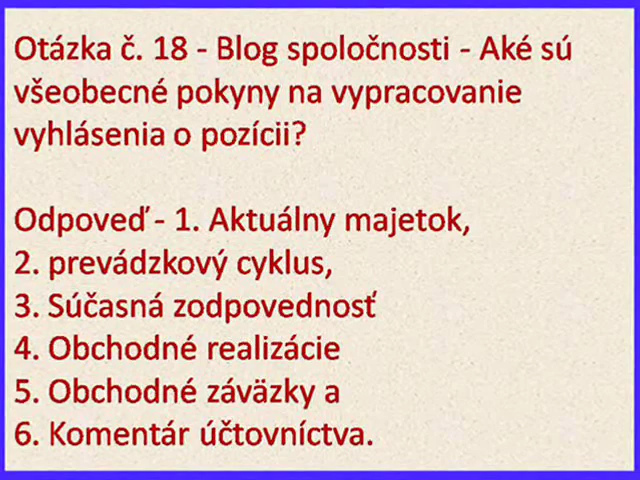 Otázka č. 18 - Blog spoločnosti - Aké sú
všeobecné pokyny na vypracovanie
vyhlásenia o pozícii?
Odpoveď - 1. Aktuálny majetok,
2. prevádzkový cyklus,
3. Súčasná zodpovednosť
4. Obchodné realizácie
5. Obchodné záväzky a
6. Komentár účtovníctva.